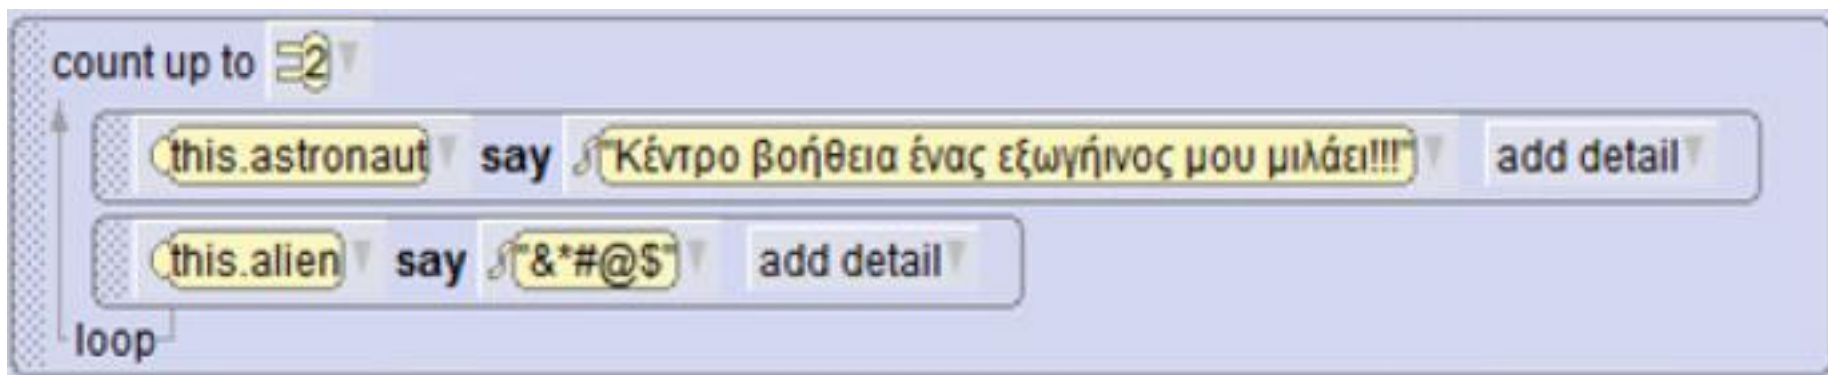 count up to 2
this.astronaut say "Κέντρο βοήθεια ένας εξωγήινος μου μιλάει!!!" add detail
this.alien say "&*#@$" add detail
loop